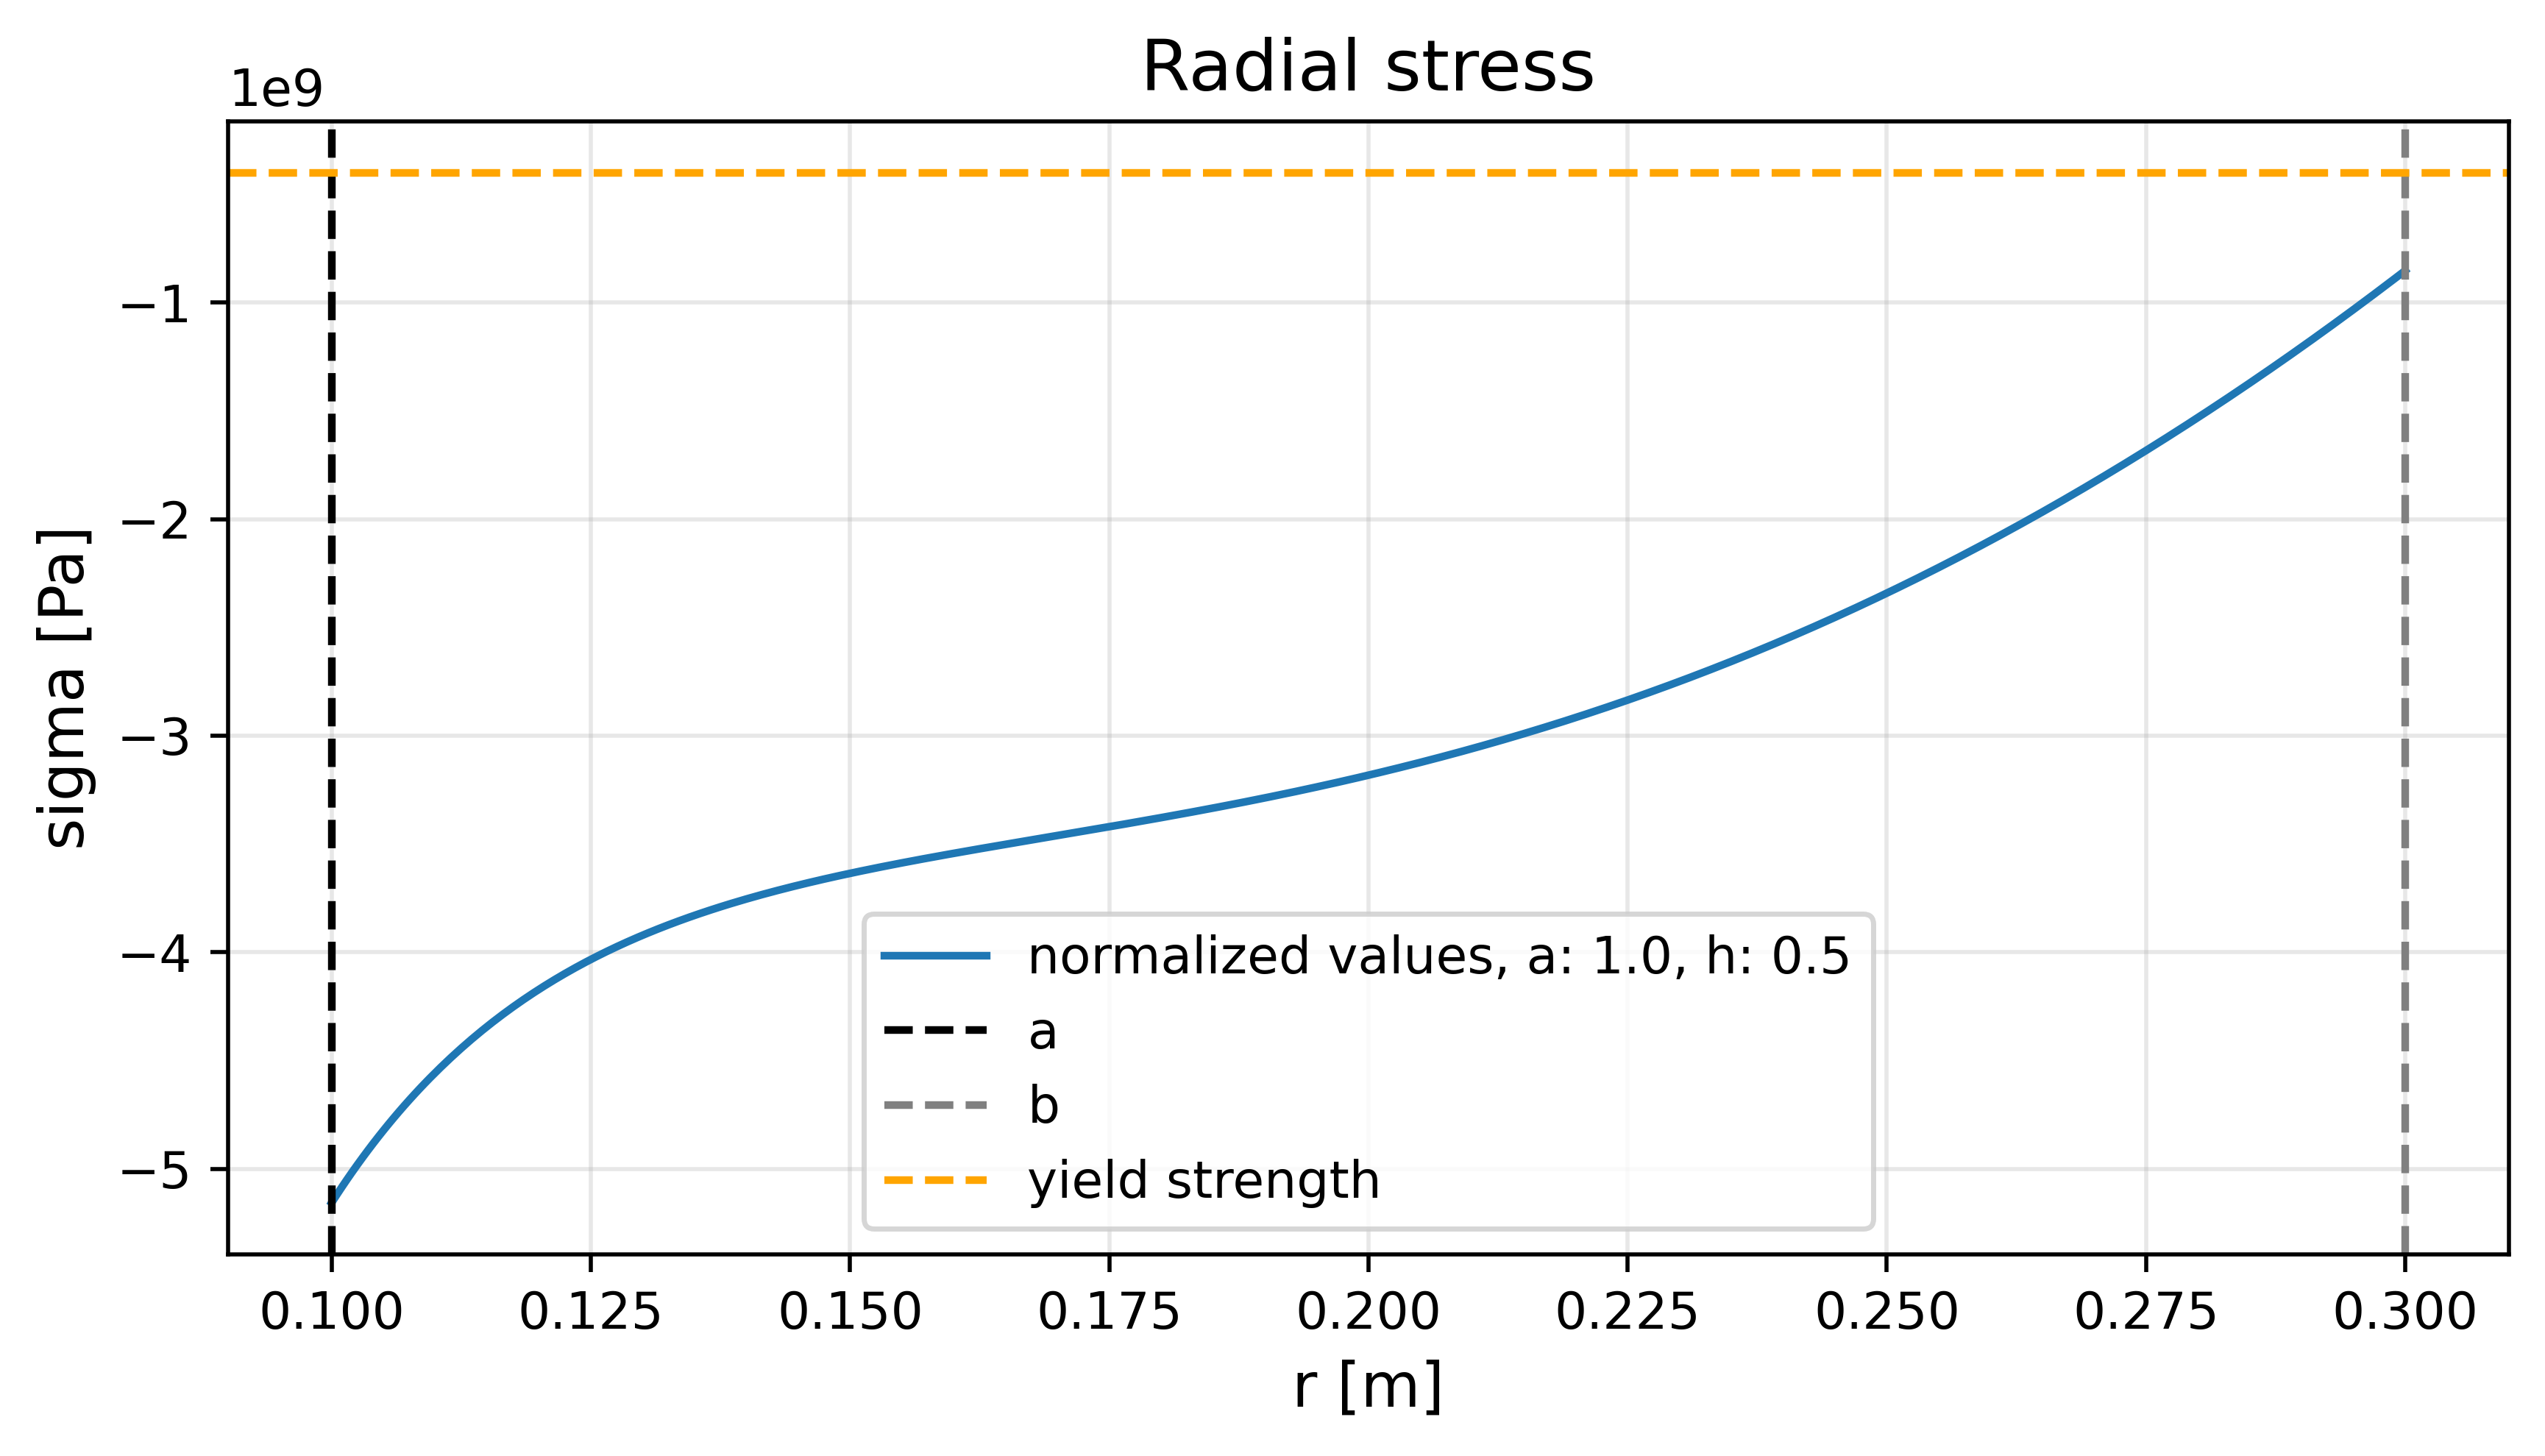 Radial stress
1e9
−1
−2
−3
−4
−5
sigma [Pa]
normalized values, a: 1.0, h: 0.5
a
b
yield strength
0.100 0.125 0.150 0.175 0.200 0.225 0.250 0.275 0.300
r [m]